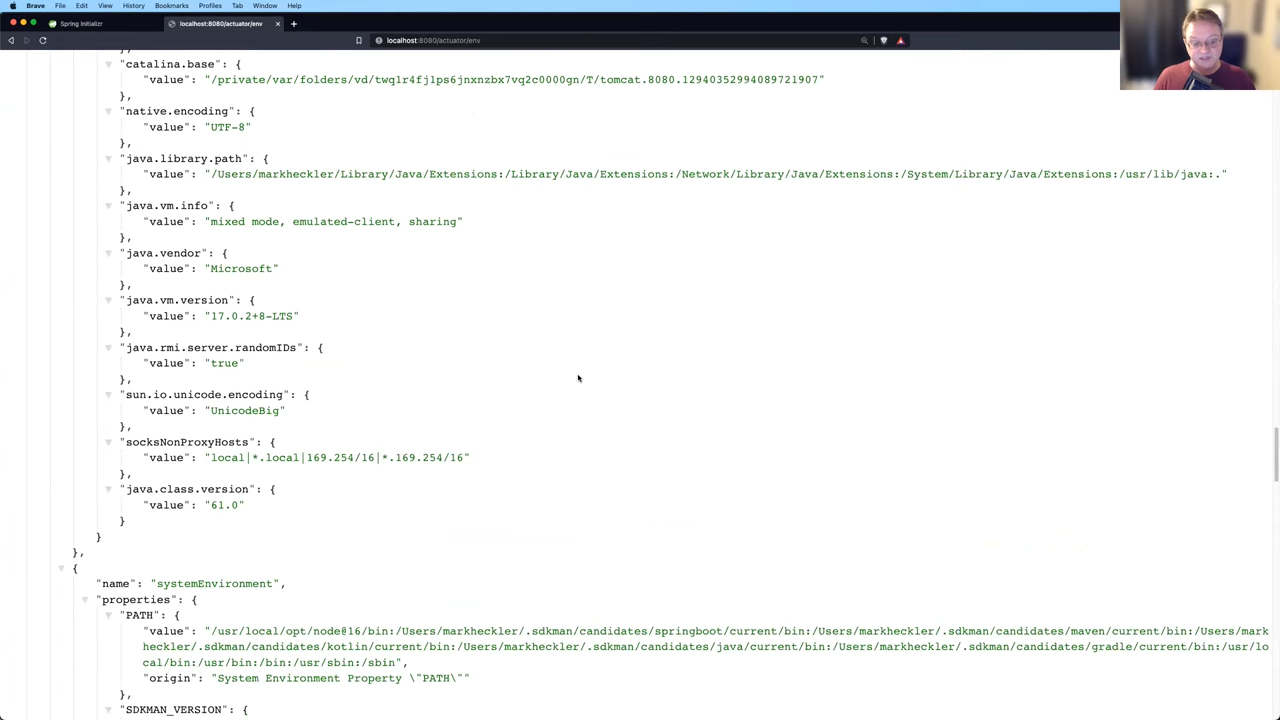 Brave File Edit View History Bookmarks Profiles Tab Window Help
Spring Initializr
localhost:8080/actuator/env
localhost:8080/actuator/env
},
"catalina.base": {
"value": "/private/var/folders/vd/twq1r4fj1ps6jnxnzbx7vq2c0000gn/T/tomcat.8080.12940352994089721907"
},
"native.encoding": {
"value": "UTF-8"
},
"java.library.path": {
"value": "/Users/markheckler/Library/Java/Extensions:/Library/Java/Extensions:/Network/Library/Java/Extensions:/System/Library/Java/Extensions:/usr/lib/java:."
},
"java.vm.info": {
"value": "mixed mode, emulated-client, sharing"
},
"java.vendor": {
"value": "Microsoft"
},
"java.vm.version": {
"value": "17.0.2+8-LTS"
},
"java.rmi.server.randomIDs": {
"value": "true"
},
"sun.io.unicode.encoding": {
"value": "UnicodeBig"
},
"socksNonProxyHosts": {
"value": "local|*.local|169.254/16|*.169.254/16"
},
"java.class.version": {
"value": "61.0"
}
}
},
{
"name": "systemEnvironment",
"properties": {
"PATH": {
"value": "/usr/local/opt/node@16/bin:/Users/markheckler/.sdkman/candidates/springboot/current/bin:/Users/markheckler/.sdkman/candidates/maven/current/bin:/Users/mark
heckler/.sdkman/candidates/kotlin/current/bin:/Users/markheckler/.sdkman/candidates/java/current/bin:/Users/markheckler/.sdkman/candidates/gradle/current/bin:/usr/lo
cal/bin:/usr/bin:/bin:/usr/sbin:/sbin",
"origin": "System Environment Property \"PATH\""
},
"SDKMAN_VERSION": {